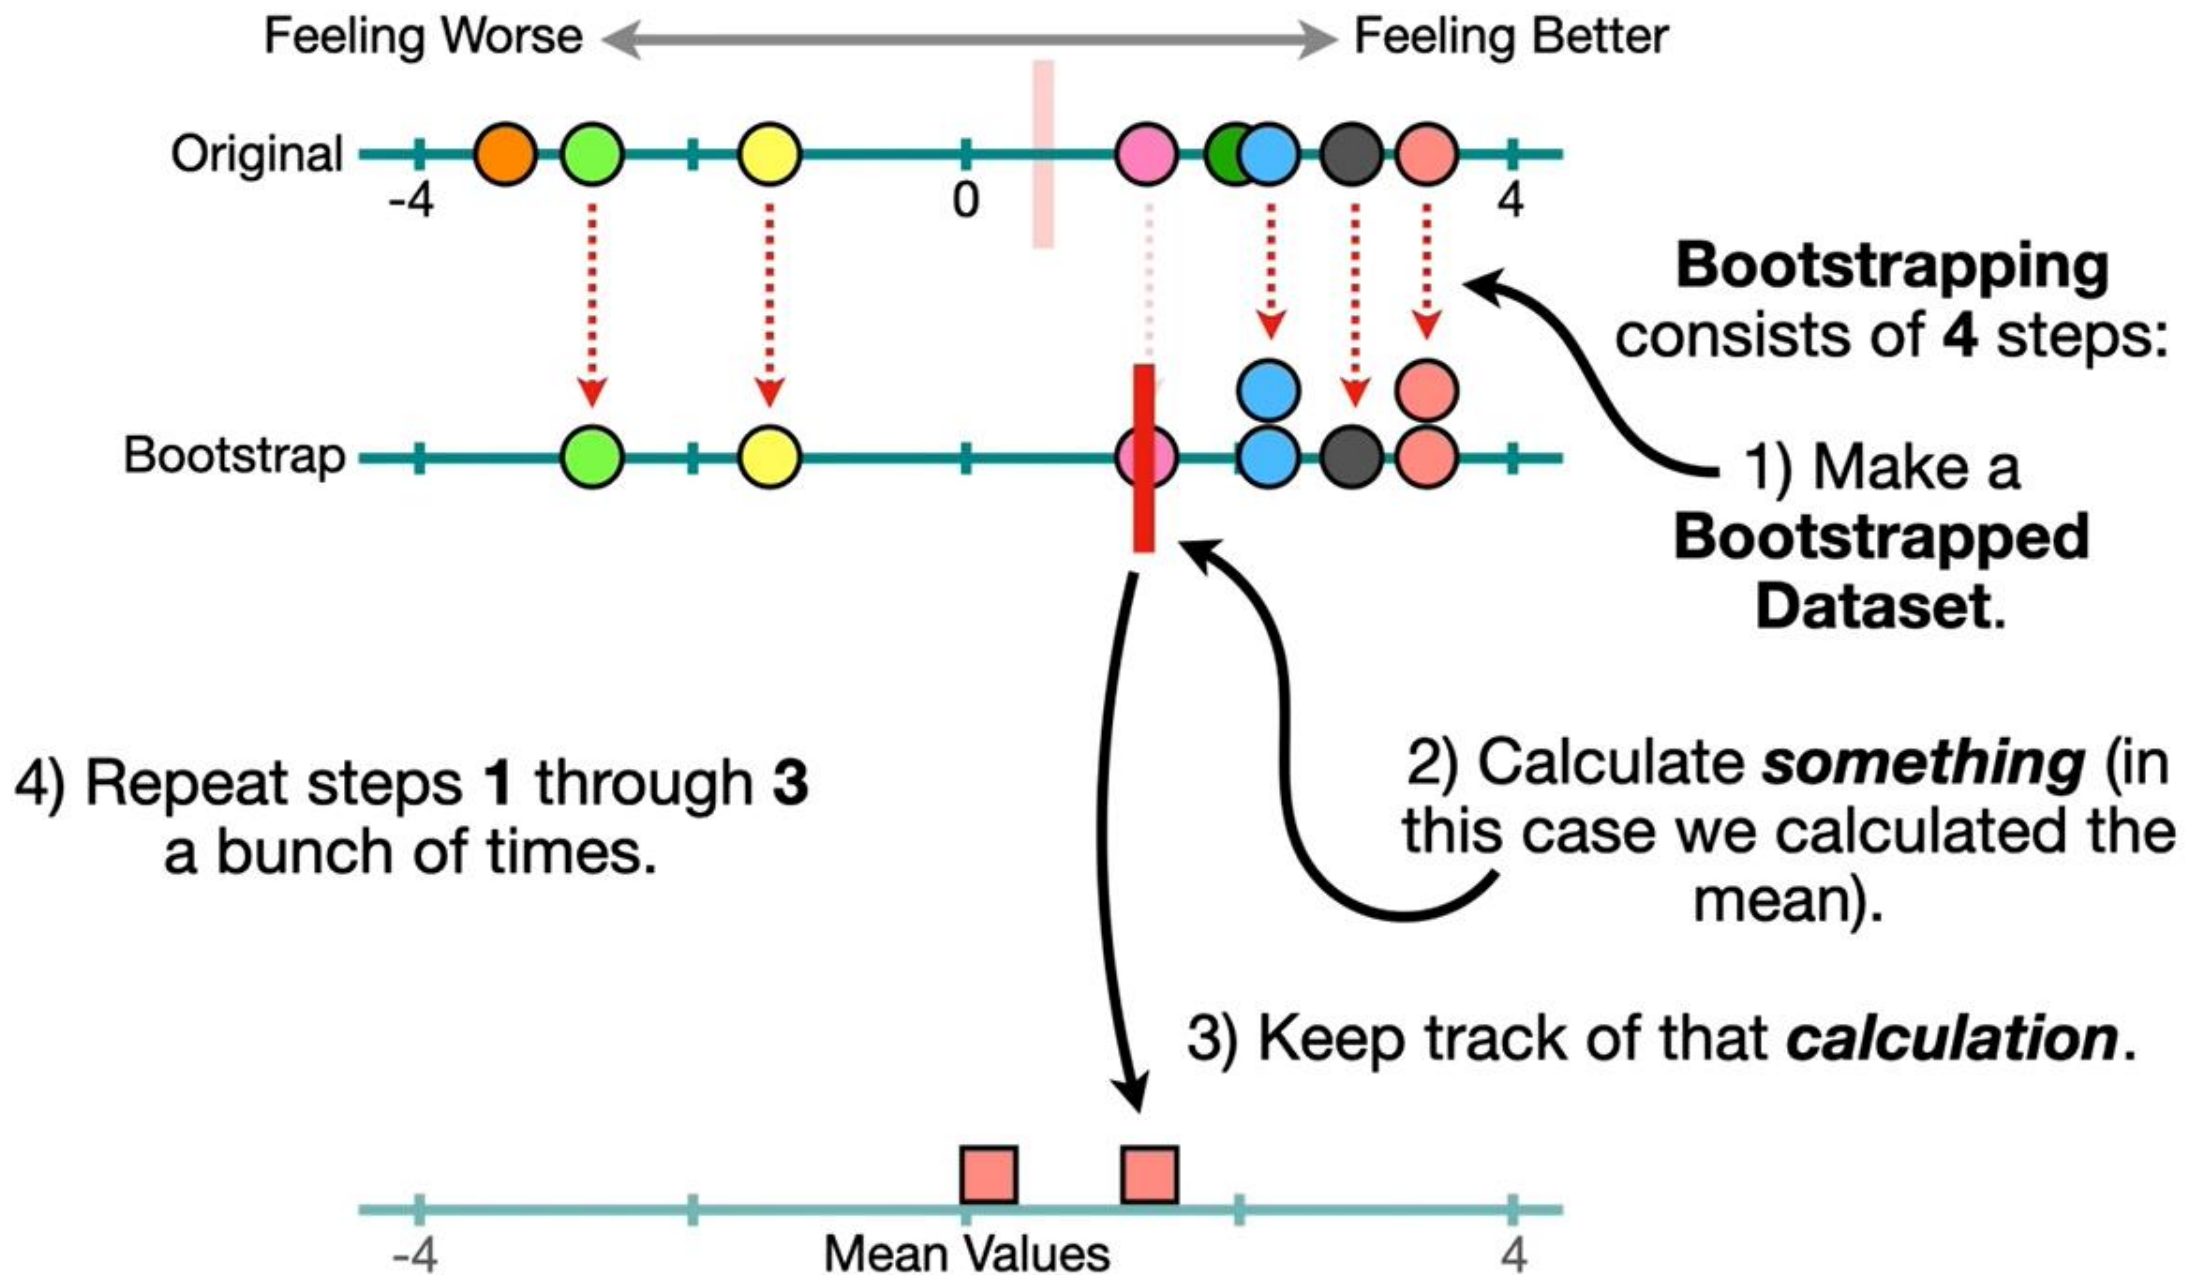 Feeling Worse
Feeling Better
Original
-4
0
4
Bootstrap
Bootstrapping
consists of 4 steps:
1) Make a
Bootstrapped
Dataset.
2) Calculate something (in
this case we calculated the
mean).
3) Keep track of that calculation.
4) Repeat steps 1 through 3
a bunch of times.
-4
Mean Values
4